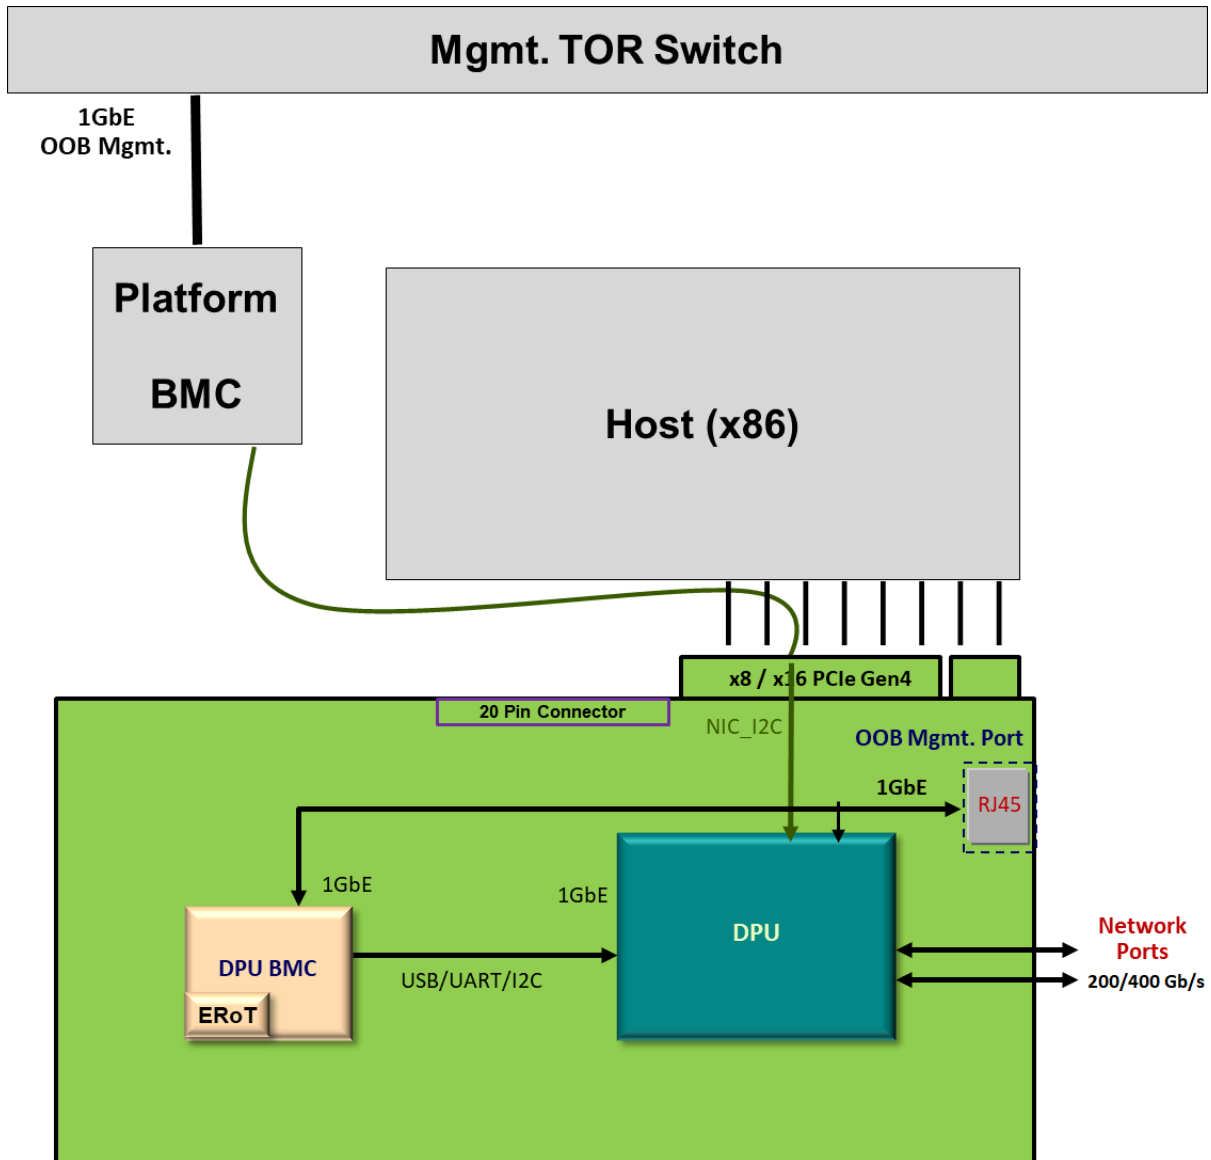 Mgmt. TOR Switch
1GbE
OOB Mgmt.
Platform
BMC
Host (x86)
x8 / x16 PCIe Gen4
20 Pin Connector
NIC_I2C
OOB Mgmt. Port
1GbE
RJ45
1GbE
1GbE
DPU
Network
Ports
DPU BMC
USB/UART/I2C
200/400 Gb/s
ERoT